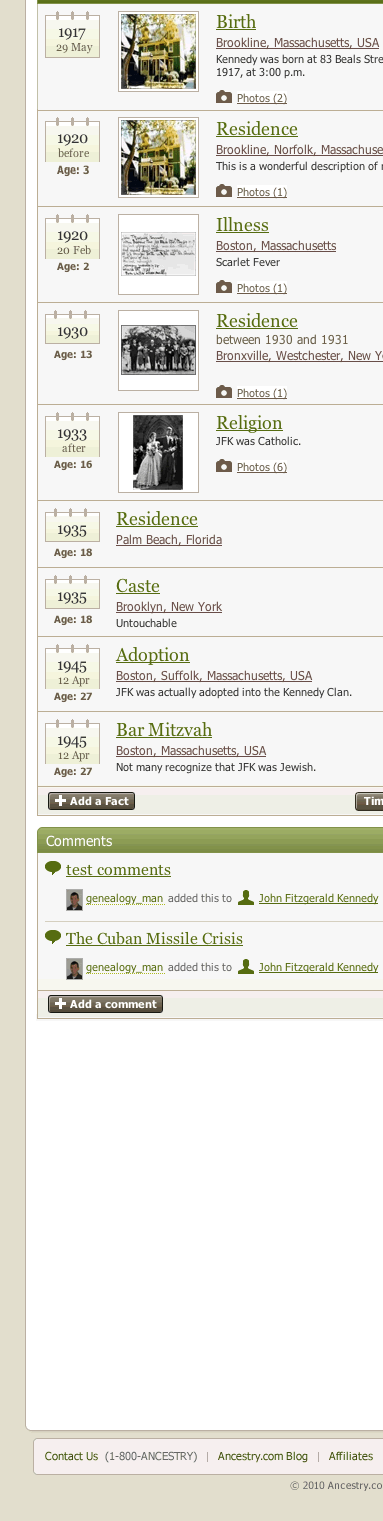 1917
29 May
Birth
Brookline, Massachusetts, USA
Kennedy was born at 83 Beals Stre
1917, at 3:00 p.m.
Photos (2)
1920
before
Age: 3
Residence
Brookline, Norfolk, Massachuse
This is a wonderful description of
Photos (1)
1920
20 Feb
Age: 2
Illness
Boston, Massachusetts
Scarlet Fever
Photos (1)
1930
Age: 13
Residence
between 1930 and 1931
Bronxville, Westchester, New Y
Photos (1)
1933
after
Age: 16
Religion
JFK was Catholic.
Photos (6)
1935
Age: 18
Residence
Palm Beach, Florida
1935
Age: 18
Caste
Brooklyn, New York
Untouchable
1945
12 Apr
Age: 27
Adoption
Boston, Suffolk, Massachusetts, USA
JFK was actually adopted into the Kennedy Clan.
1945
12 Apr
Age: 27
Bar Mitzvah
Boston, Massachusetts, USA
Not many recognize that JFK was Jewish.
Add a Fact
Tim
Comments
test comments
genealogy_man added this to John Fitzgerald Kennedy
The Cuban Missile Crisis
genealogy_man added this to John Fitzgerald Kennedy
Add a comment
Contact Us (1-800-ANCESTRY) | Ancestry.com Blog | Affiliates
© 2010 Ancestry.co